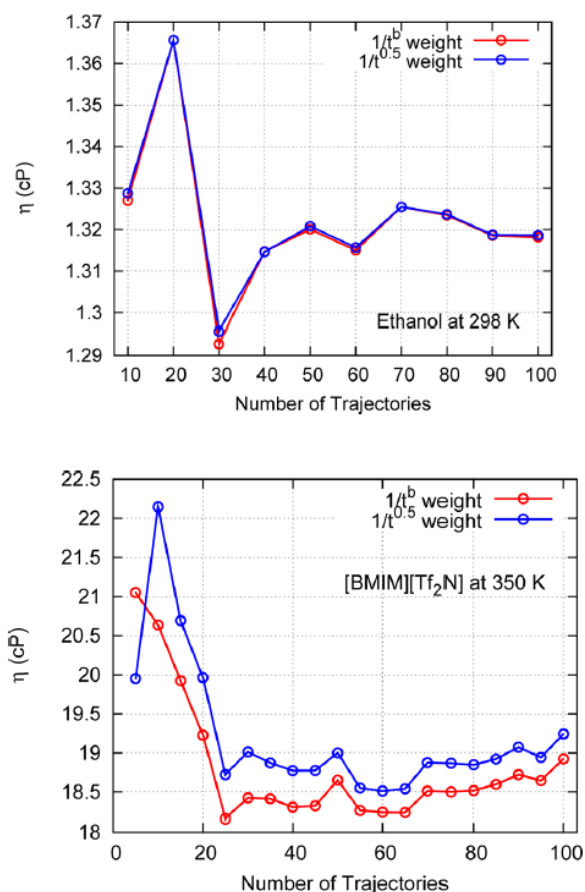 1.37
1.36
1.35
1.34
1.33
1.32
1.31
1.3
1.29
η (cP)
1/t^b weight
1/t^0.5 weight
Ethanol at 298 K
10 20 30 40 50 60 70 80 90 100
Number of Trajectories
22.5
22
21.5
21
20.5
20
19.5
19
18.5
18
η (cP)
1/t^b weight
1/t^0.5 weight
[BMIM][Tf₂N] at 350 K
0 20 40 60 80 100
Number of Trajectories